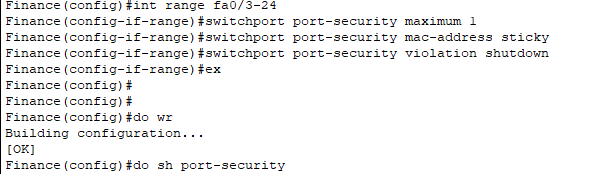 Finance(config)#int range fa0/3-24
Finance(config-if-range)#switchport port-security maximum 1
Finance(config-if-range)#switchport port-security mac-address sticky
Finance(config-if-range)#switchport port-security violation shutdown
Finance(config-if-range)#ex
Finance(config)#
Finance(config)#
Finance(config)#do wr
Building configuration...
[OK]
Finance(config)#do sh port-security